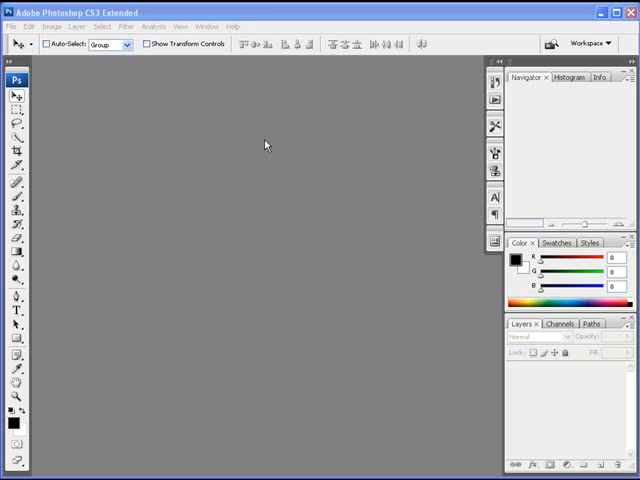 Ps Adobe Photoshop CS3 Extended
File Edit Image Layer Select Filter Analysis View Window Help
Auto-Select: Group Show Transform Controls Workspace
Ps
Navigator × Histogram Info
A
Color × Swatches Styles
R 0
G 0
B 0
T
Layers × Channels Paths
Normal Opacity:
Lock: Fill:
fx